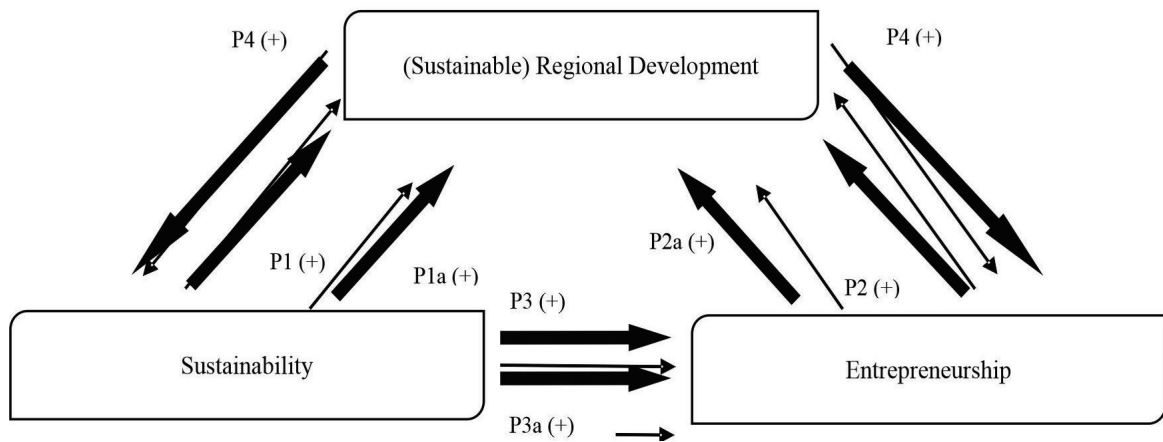 P4 (+)
P4 (+)
(Sustainable) Regional Development
P1 (+)
P1a (+)
P2a (+)
P2 (+)
P3 (+)
Sustainability
Entrepreneurship
P3a (+)